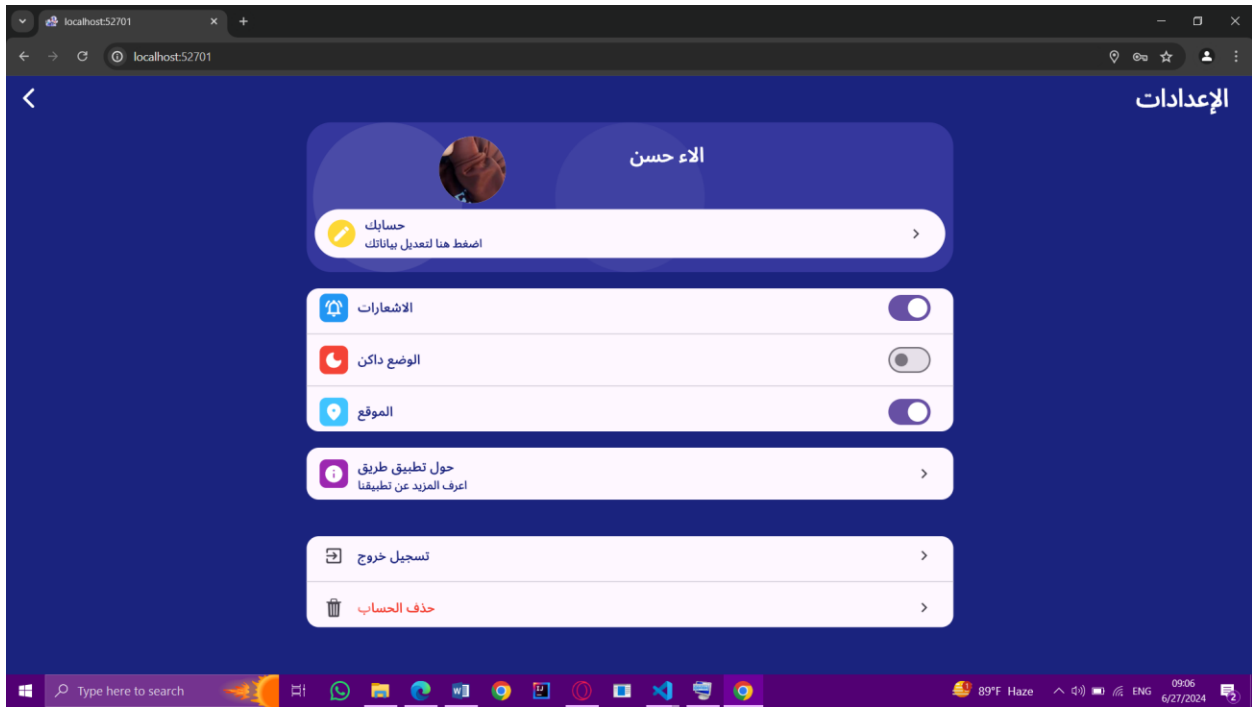 localhost:52701
localhost:52701
الإعدادات
الاء حسن
حسابك
اضغط هنا لتعديل بياناتك
الاشعارات
الوضع داكن
الموقع
حول تطبيق طريق
اعرف المزيد عن تطبيقنا
تسجيل خروج
حذف الحساب
Type here to search
89°F Haze
ENG
09:06
6/27/2024
2